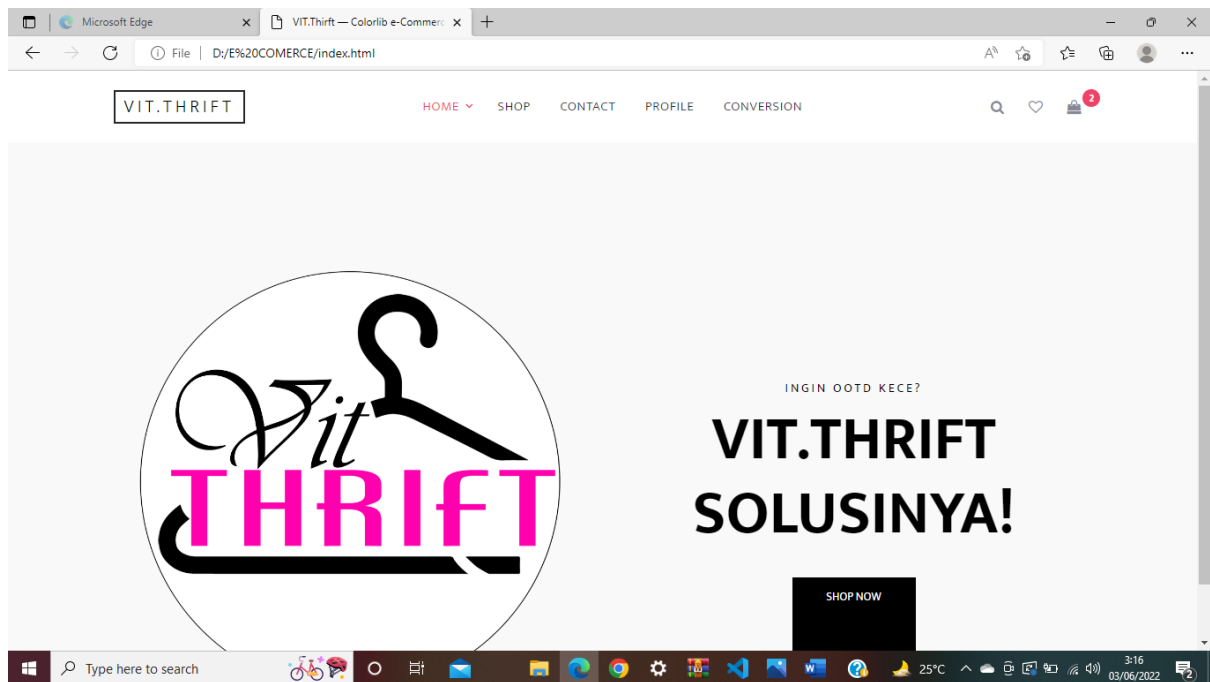 Microsoft Edge
VIT.Thirft — Colorlib e-Commerc
File
D:/E%20COMERCE/index.html
VIT.THRIFT
HOME
SHOP
CONTACT
PROFILE
CONVERSION
2
Vit
THRIFT
INGIN OOTD KECE?
VIT.THRIFT
SOLUSINYA!
SHOP NOW
Type here to search
25°C
3:16
03/06/2022
2